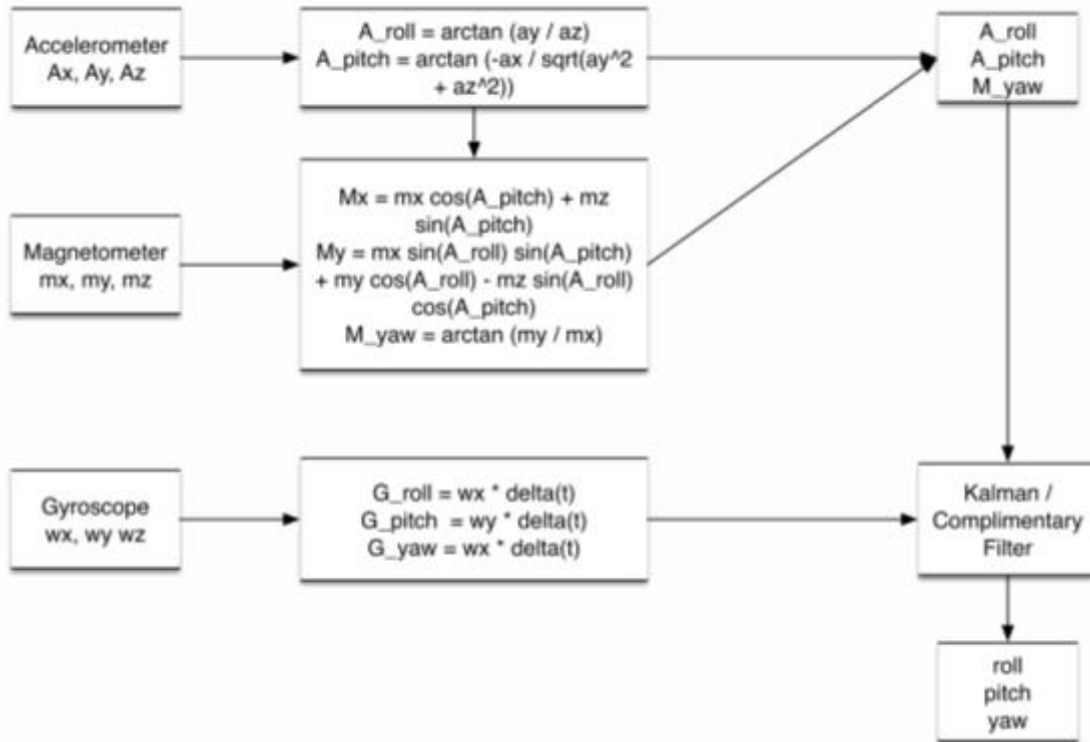 Accelerometer
Ax, Ay, Az
A_roll = arctan (ay / az)
A_pitch = arctan (-ax / sqrt(ay^2
+ az^2))
A_roll
A_pitch
M_yaw
Magnetometer
mx, my, mz
Mx = mx cos(A_pitch) + mz
sin(A_pitch)
My = mx sin(A_roll) sin(A_pitch)
+ my cos(A_roll) - mz sin(A_roll)
cos(A_pitch)
M_yaw = arctan (my / mx)
Gyroscope
wx, wy wz
G_roll = wx * delta(t)
G_pitch = wy * delta(t)
G_yaw = wx * delta(t)
Kalman /
Complimentary
Filter
roll
pitch
yaw